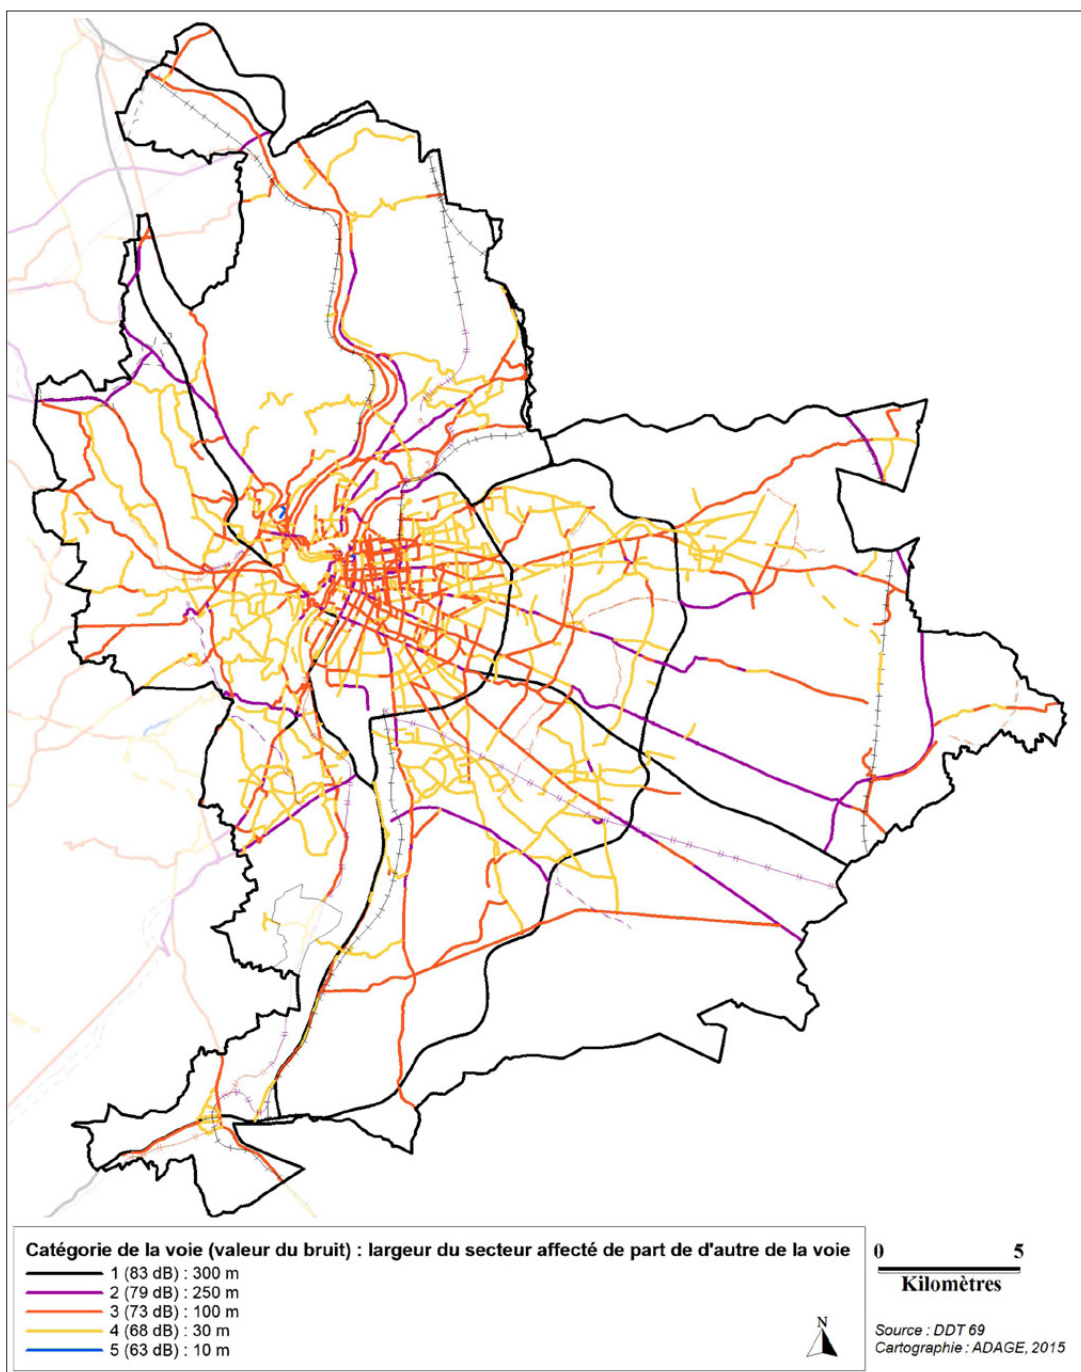 Catégorie de la voie (valeur du bruit) : largeur du secteur affecté de part de d'autre de la voie
1 (83 dB) : 300 m
2 (79 dB) : 250 m
3 (73 dB) : 100 m
4 (68 dB) : 30 m
5 (63 dB) : 10 m
N
0 5
Kilomètres
Source : DDT 69
Cartographie : ADAGE, 2015